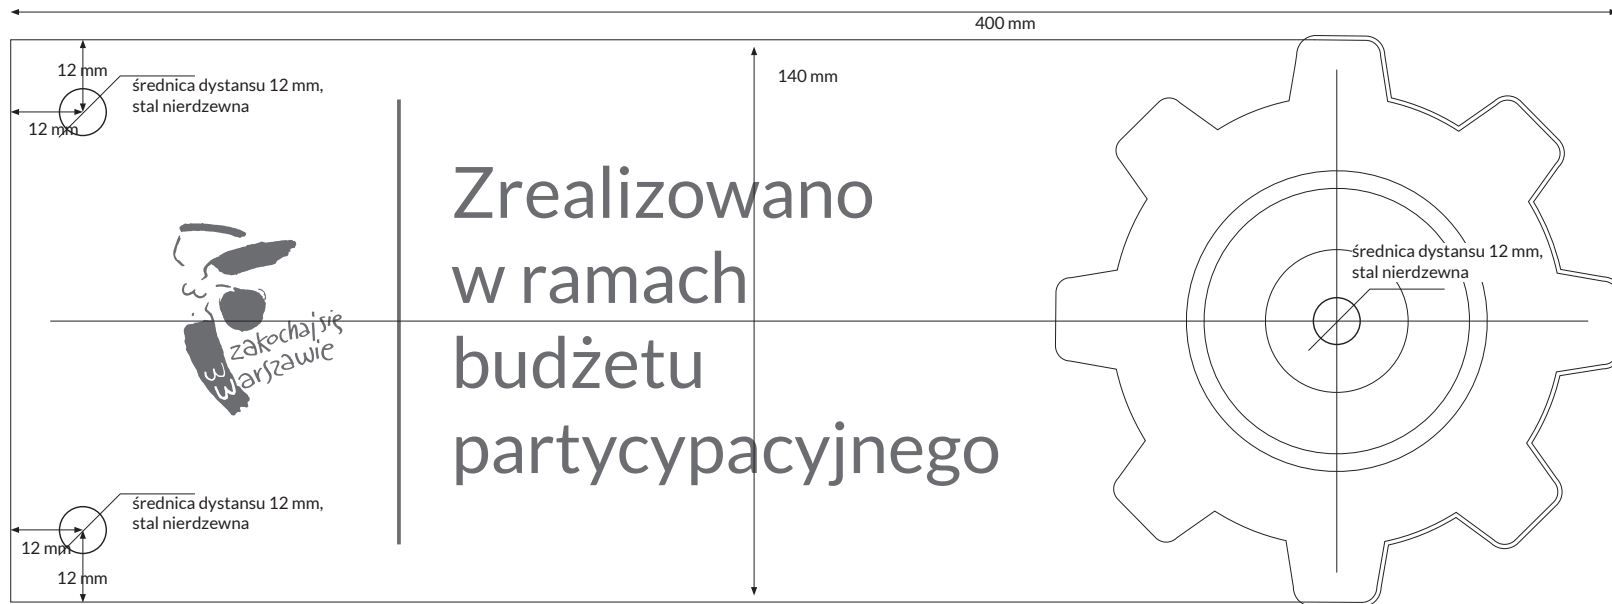 400 mm
12 mm
średnica dystansu 12 mm,
stal nierdzewna
12 mm
140 mm
Zrealizowano
w ramach
budżetu
partycypacyjnego
zakochaj się
w warszawie
średnica dystansu 12 mm,
stal nierdzewna
średnica dystansu 12 mm,
stal nierdzewna
12 mm
12 mm